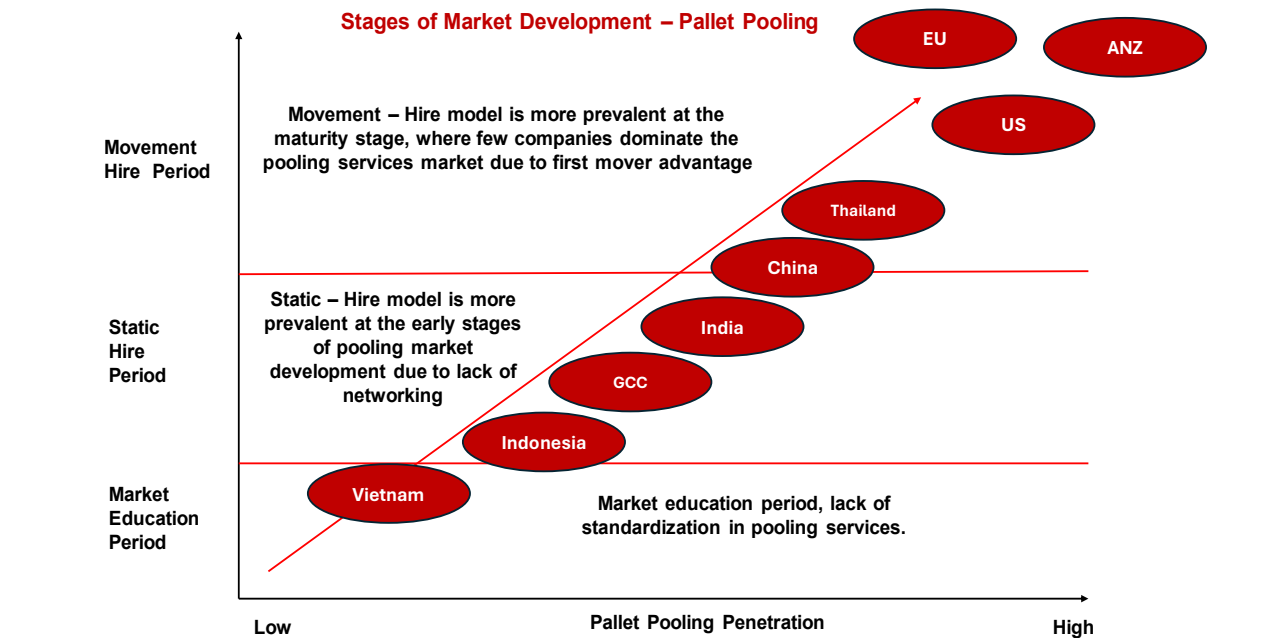 Stages of Market Development – Pallet Pooling
EU
ANZ
US
Movement – Hire model is more prevalent at the
maturity stage, where few companies dominate the
pooling services market due to first mover advantage
Movement
Hire Period
Thailand
China
Static – Hire model is more
prevalent at the early stages
of pooling market
development due to lack of
networking
Static
Hire
Period
India
GCC
Indonesia
Vietnam
Market
Education
Period
Market education period, lack of
standardization in pooling services.
Low
Pallet Pooling Penetration
High